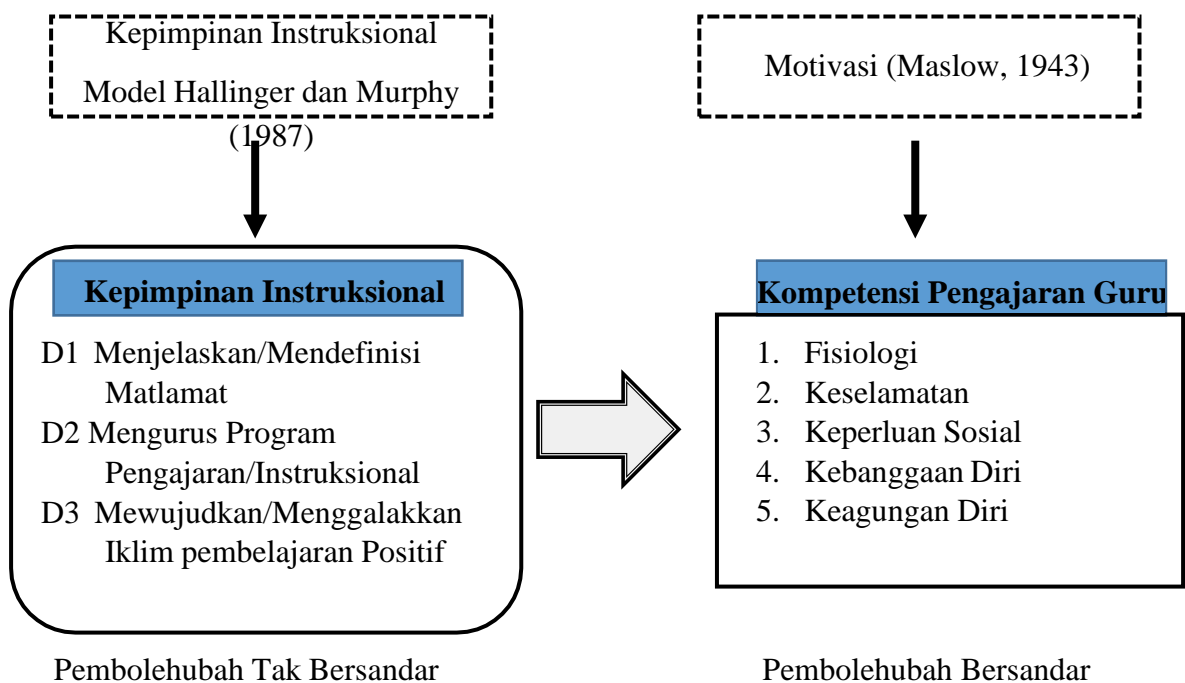 Kepimpinan Instruksional
Model Hallinger dan Murphy
(1987)
Motivasi (Maslow, 1943)
Kepimpinan Instruksional
D1 Menjelaskan/Mendefinisi
Matlamat
D2 Mengurus Program
Pengajaran/Instruksional
D3 Mewujudkan/Menggalakkan
Iklim pembelajaran Positif
Kompetensi Pengajaran Guru
1. Fisiologi
2. Keselamatan
3. Keperluan Sosial
4. Kebanggaan Diri
5. Keagungan Diri
Pembolehubah Tak Bersandar
Pembolehubah Bersandar